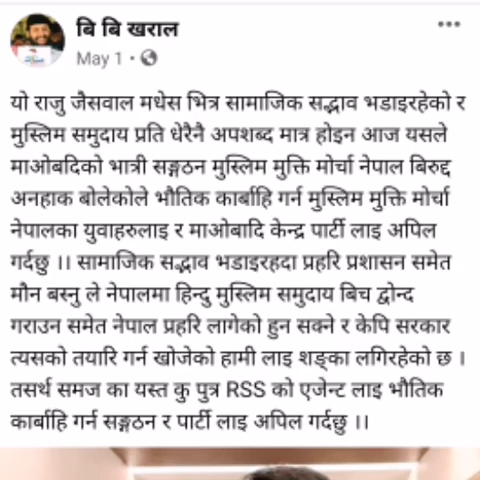 बि बि खराल
May 1
यो राजु जैसवाल मधेस भित्र सामाजिक सद्भाव भडाइरहेको र
मुस्लिम समुदाय प्रति धेरैनै अपशब्द मात्र होइन आज यसले
माओबदिको भात्री सङ्गठन मुस्लिम मुक्ति मोर्चा नेपाल बिरुद्द
अनहाक बोलेकोले भौतिक कार्बाहि गर्न मुस्लिम मुक्ति मोर्चा
नेपालका युवाहरुलाइ र माओबादि केन्द्र पार्टी लाइ अपिल
गर्दछु ।। सामाजिक सद्भाव भडाइरहदा प्रहरि प्रशासन समेत
मौन बस्नु ले नेपालमा हिन्दु मुस्लिम समुदाय बिच द्वोन्द
गराउन समेत नेपाल प्रहरि लागेको हुन सक्ने र केपि सरकार
त्यसको तयारि गर्न खोजेको हामी लाइ शङ्का लगिरहेको छ ।
तसर्थ समज का यस्त कु पुत्र RSS को एजेन्ट लाइ भौतिक
कार्बाहि गर्न सङ्गठन र पार्टी लाइ अपिल गर्दछु ।।